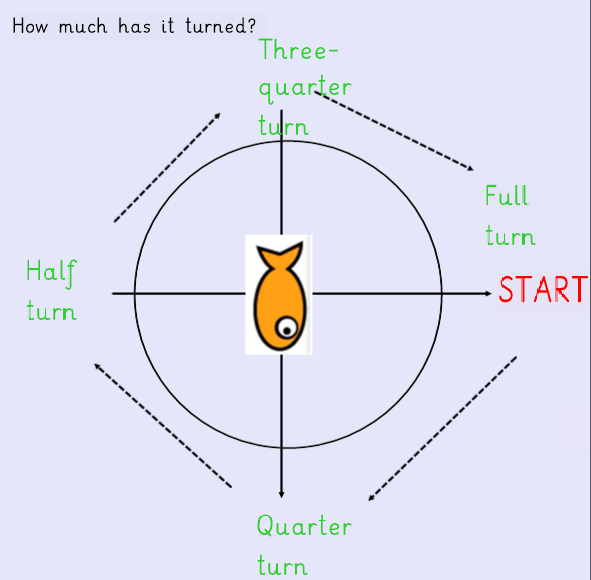 How much has it turned?
Three-
quarter
turn
Full
turn
Half
turn
START
Quarter
turn